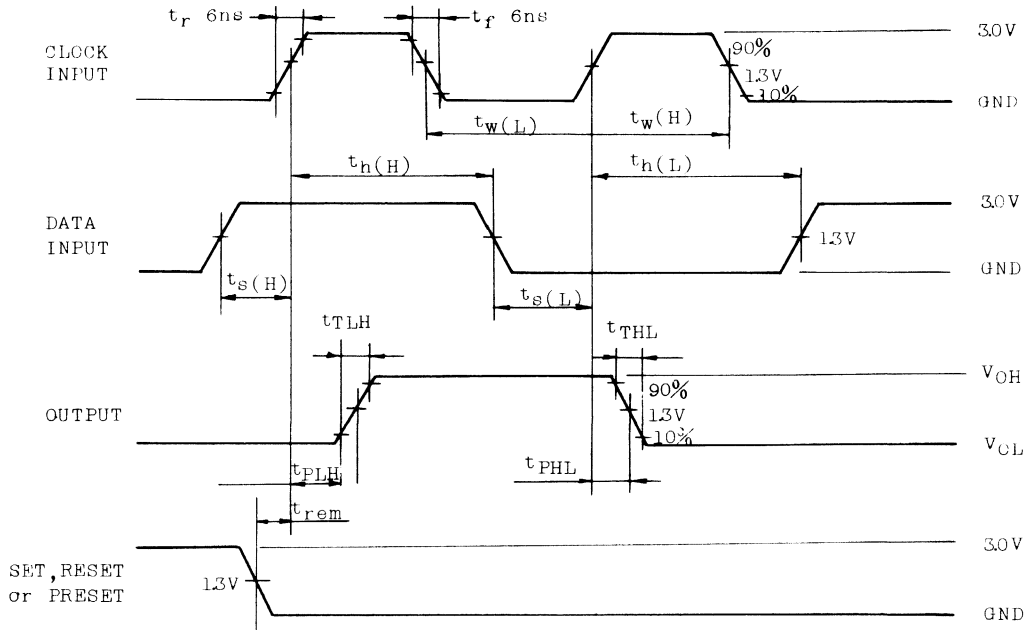 tr 6ns
tf 6ns
3.0V
CLOCK
INPUT
90%
1.3V
10%
GND
tw(L)
tw(H)
th(H)
th(L)
3.0V
DATA
INPUT
1.3V
GND
ts(H)
ts(L)
tTLH
tTHL
VOH
90%
OUTPUT
1.3V
10%
VOL
tPLH
tPHL
trem
3.0V
SET,RESET
or PRESET
1.3V
GND